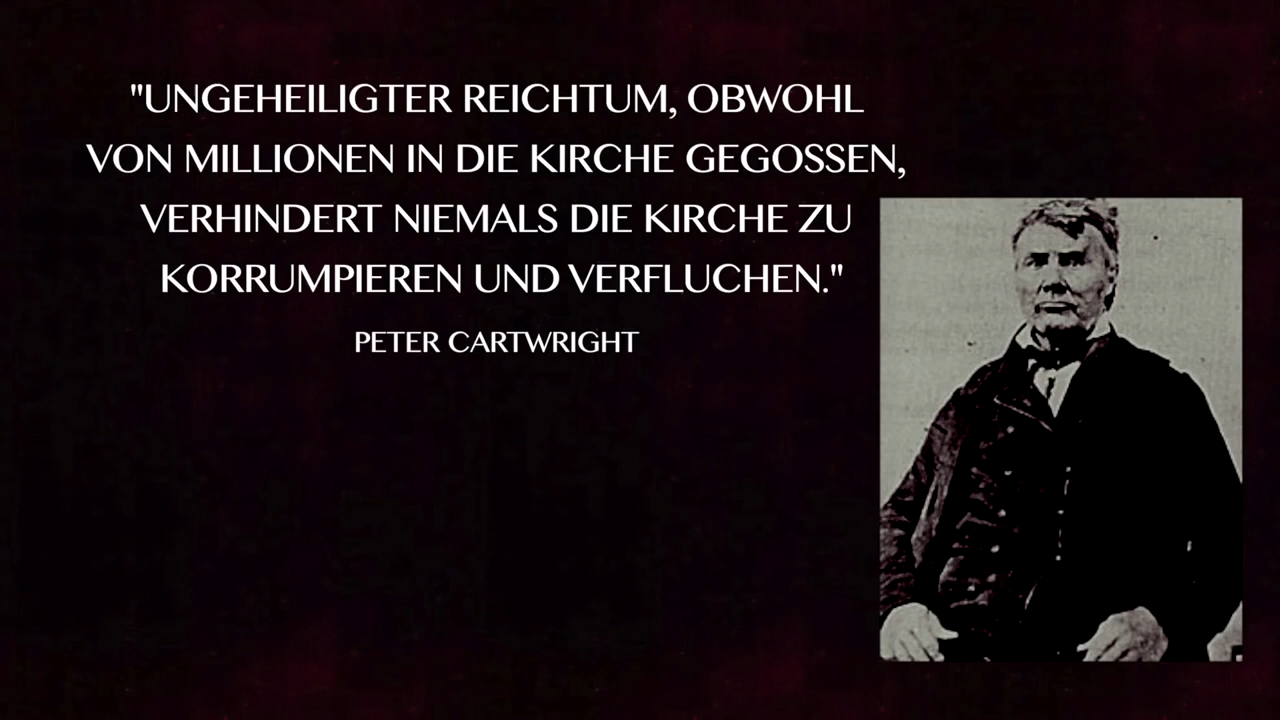 "UNGEHEILIGTER REICHTUM, OBWOHL
VON MILLIONEN IN DIE KIRCHE GEGOSSEN,
VERHINDERT NIEMALS DIE KIRCHE ZU
KORRUMPIEREN UND VERFLUCHEN."
PETER CARTWRIGHT